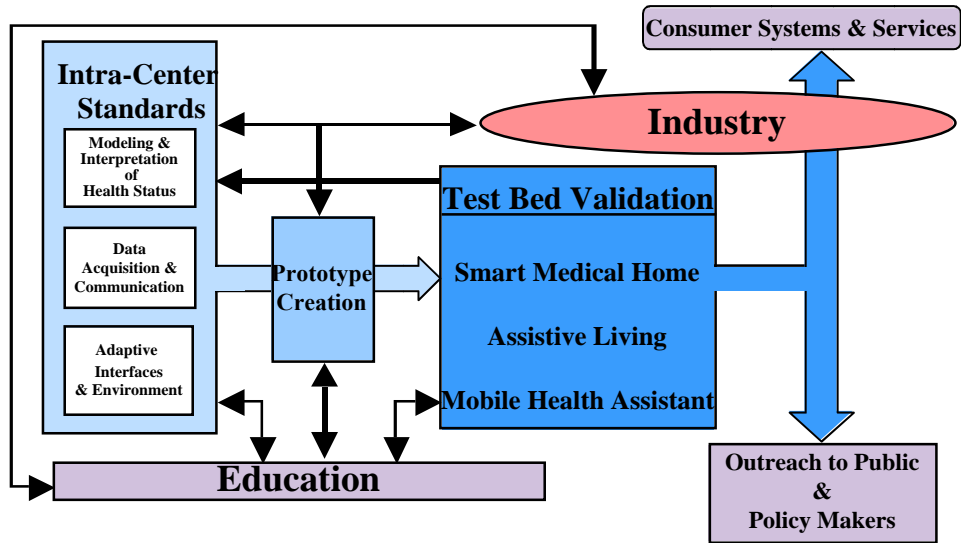 Consumer Systems & Services
Intra-Center
Standards
Modeling &
Interpretation
of
Health Status
Data
Acquisition &
Communication
Adaptive
Interfaces
& Environment
Industry
Prototype
Creation
Test Bed Validation
Smart Medical Home
Assistive Living
Mobile Health Assistant
Education
Outreach to Public
&
Policy Makers